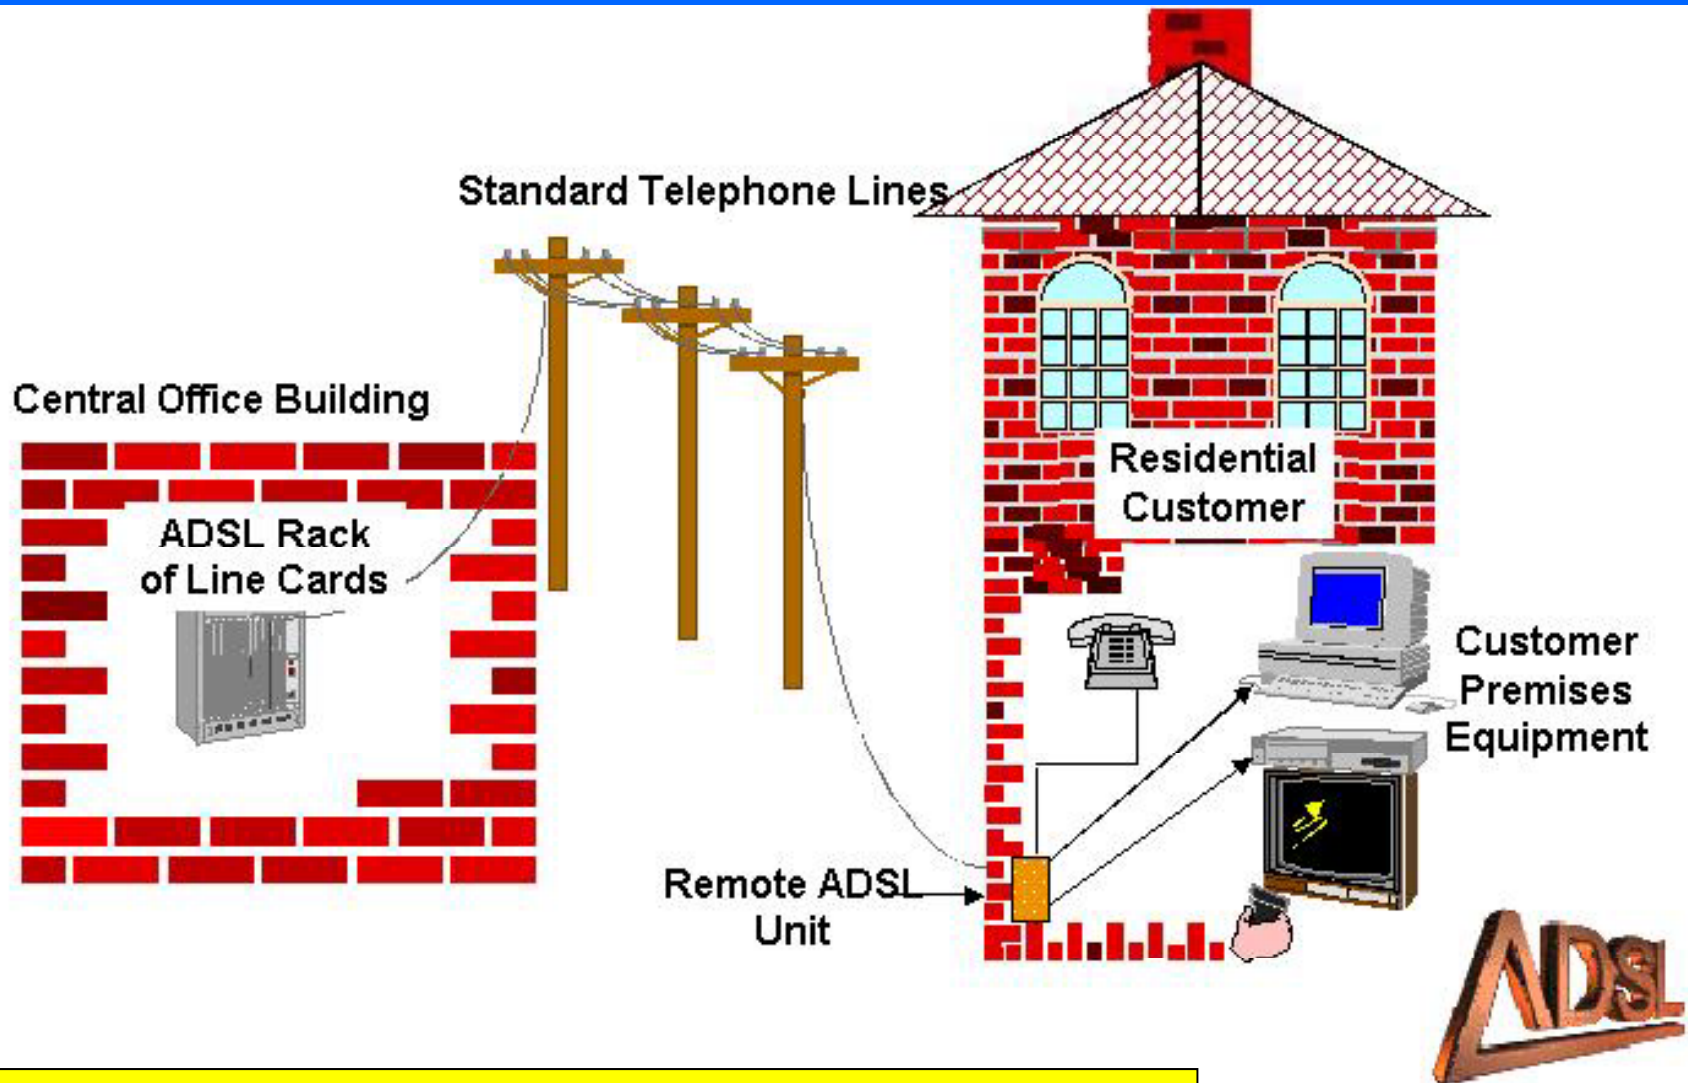 Standard Telephone Lines
Central Office Building
ADSL Rack
of Line Cards
Residential
Customer
Customer
Premises
Equipment
Remote ADSL
Unit
ADSL